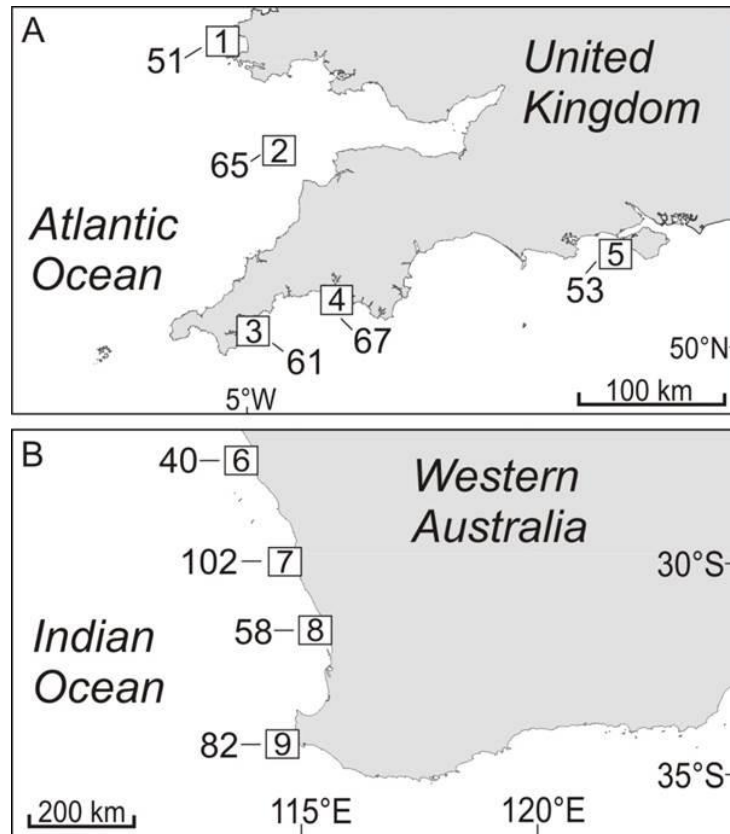 A
1
51
United
Kingdom
2
65
Atlantic
Ocean
5
53
4
3
67
61
50°N
5°W
100 km
B
40
6
Western
Australia
102
7
30°S
58
8
Indian
Ocean
82
9
35°S
200 km
115°E
120°E